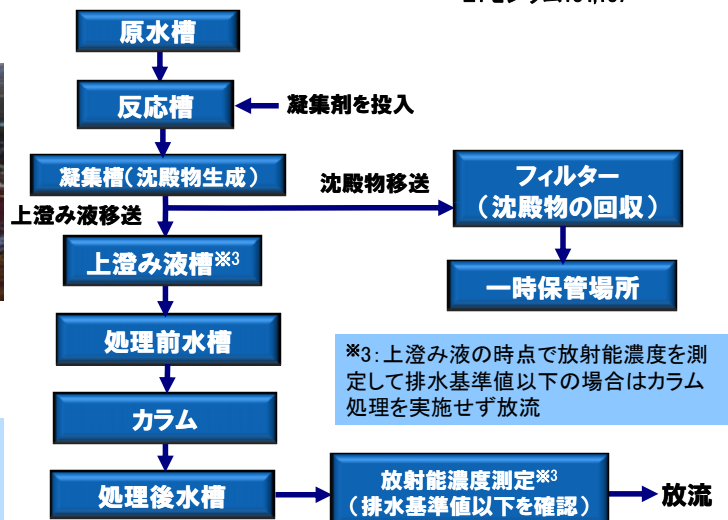 原水槽
反応槽
凝集剤を投入
凝集槽(沈殿物生成)
沈殿物移送
フィルター
(沈殿物の回収)
上澄み液移送
上澄み液槽※3
一時保管場所
処理前水槽
※3:上澄み液の時点で放射能濃度を測
定して排水基準値以下の場合はカラム
処理を実施せず放流
カラム
処理後水槽
放射能濃度測定※3
(排水基準値以下を確認)
放流